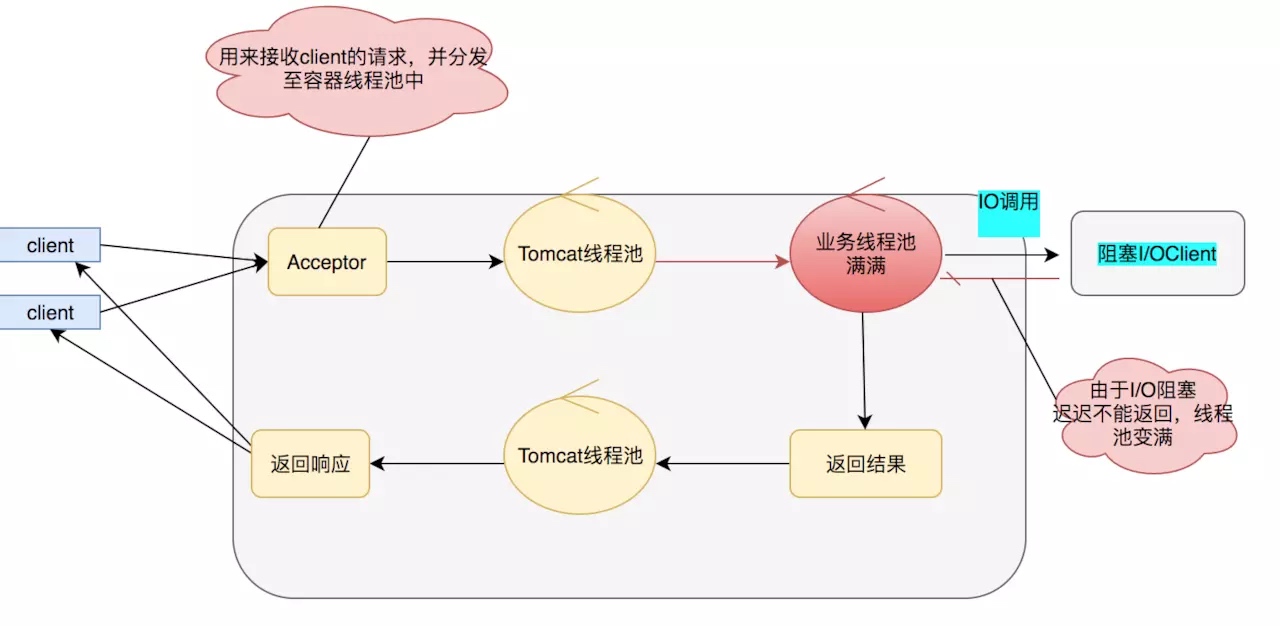 用来接收client的请求，并分发
至容器线程池中
IO调用
client
client
Acceptor
Tomcat线程池
业务线程池
满满
阻塞I/OClient
由于I/O阻塞
迟迟不能返回，线程
池变满
返回响应
Tomcat线程池
返回结果